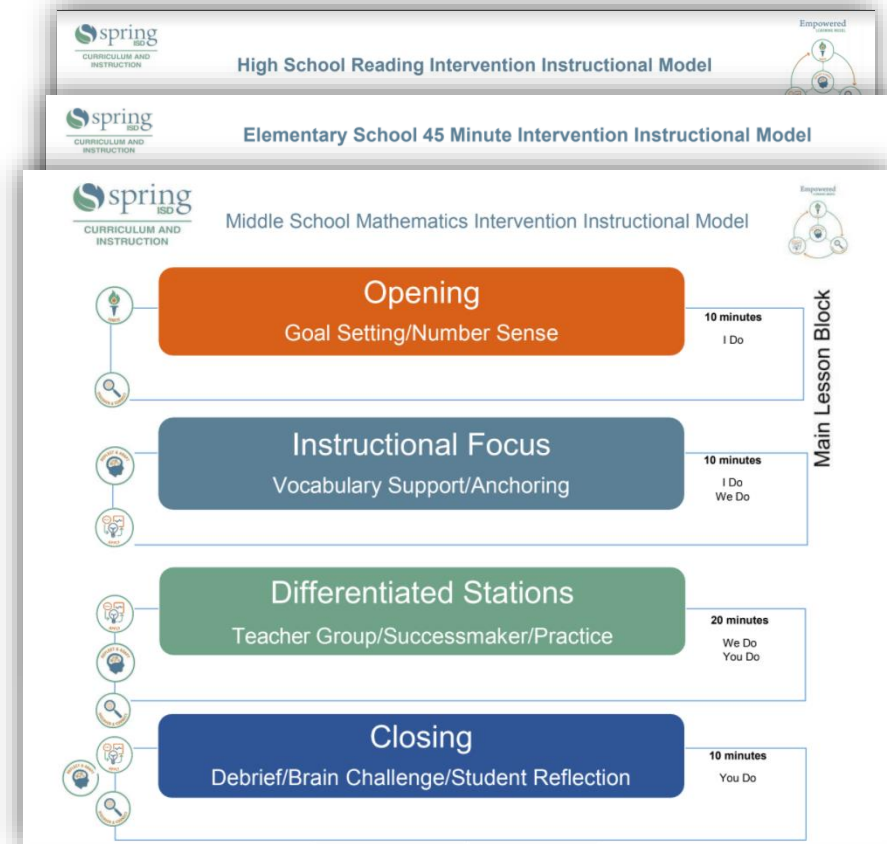 spring
ISD
CURRICULUM AND
INSTRUCTION
High School Reading Intervention Instructional Model
Empowered
spring
ISD
CURRICULUM AND
INSTRUCTION
Elementary School 45 Minute Intervention Instructional Model
spring
ISD
CURRICULUM AND
INSTRUCTION
Middle School Mathematics Intervention Instructional Model
Empowered
Main Lesson Block
Opening
Goal Setting/Number Sense
10 minutes
I Do
Instructional Focus
Vocabulary Support/Anchoring
10 minutes
I Do
We Do
Differentiated Stations
Teacher Group/Successmaker/Practice
20 minutes
We Do
You Do
Closing
Debrief/Brain Challenge/Student Reflection
10 minutes
You Do